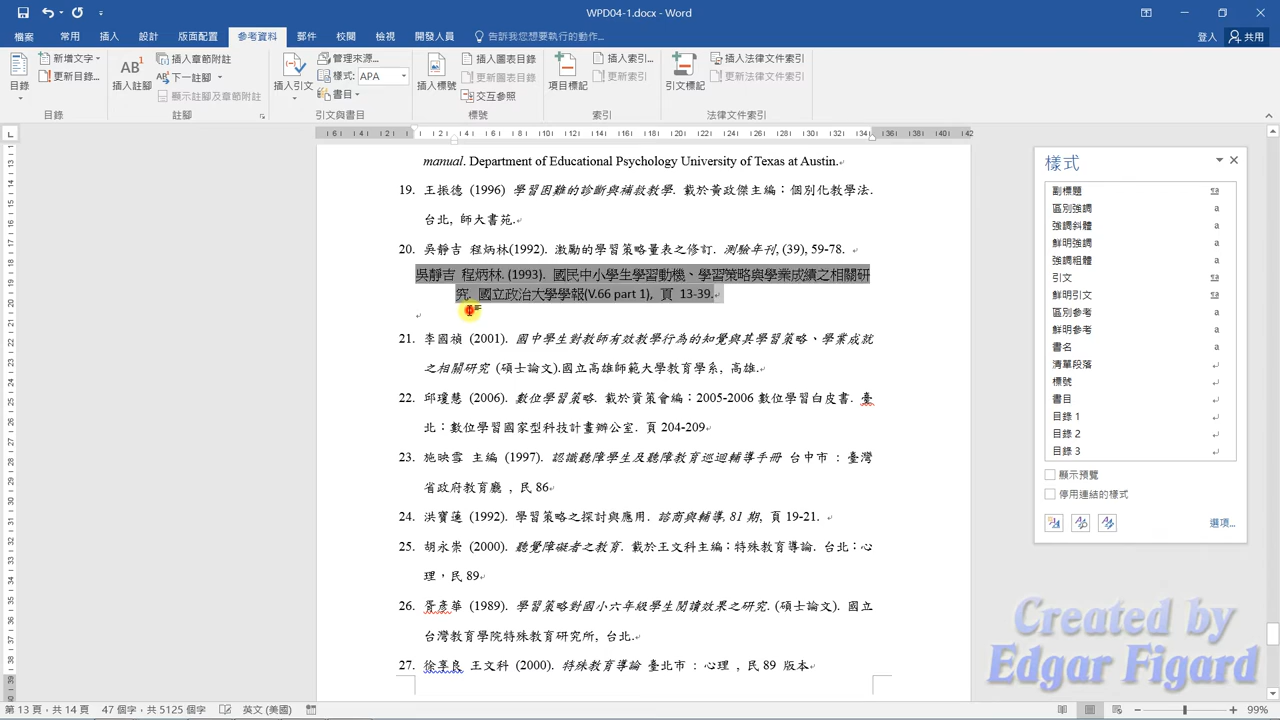 WPD04-1.docx - Word
檔案 插入 設計 版面配置 參考資料 郵件 校閱 檢視 開發人員 告訴我您想要執行的動作... 登入 共用
目錄 新增文字 更新目錄... 目錄
AB¹ 插入註腳 插入章節附註 下一註腳 顯示註腳及章節附註 註腳
插入引文 管理來源... 樣式: APA 書目 引文與書目
插入標號 插入圖表目錄 更新圖表目錄 交互參照 標號
項目標記 插入索引... 更新索引 索引
引文標記 插入法律文件索引 更新法律文件索引 法律文件索引
manual. Department of Educational Psychology University of Texas at Austin.
19. 王振德 (1996) 學習困難的診斷與補救教學. 載於黃政傑主編：個別化教學法.
台北, 師大書苑.
20. 吳靜吉 程炳林(1992). 激勵的學習策略量表之修訂. 測驗年刊, (39), 59-78.
吳靜吉 程炳林. (1993). 國民中小學生學習動機、學習策略與學業成績之相關研
究. 國立政治大學學報(V.66 part 1), 頁 13-39.
21. 李國禎 (2001). 國中學生對教師有效教學行為的知覺與其學習策略、學業成就
之相關研究 (碩士論文).國立高雄師範大學教育學系, 高雄.
22. 邱瓊慧 (2006). 數位學習策略. 載於資策會編：2005-2006 數位學習白皮書. 臺
北：數位學習國家型科技計畫辦公室. 頁 204-209
23. 施映雪 主編 (1997). 認識聽障學生及聽障教育巡迴輔導手冊 台中市 : 臺灣
省政府教育廳 , 民 86
24. 洪寶蓮 (1992). 學習策略之探討與應用. 諮商與輔導, 81 期, 頁 19-21.
25. 胡永崇 (2000). 聽覺障礙者之教育. 載於王文科主編：特殊教育導論. 台北：心
理，民 89
26. 胥彥華 (1989). 學習策略對國小六年級學生閱讀效果之研究. (碩士論文). 國立
台灣教育學院特殊教育研究所, 台北.
27. 徐享良 王文科 (2000). 特殊教育導論 臺北市 : 心理 , 民 89 版本
樣式
副標題
區別強調
強調斜體
鮮明強調
強調粗體
引文
鮮明引文
區別參考
鮮明參考
書名
清單段落
標號
書目
目錄 1
目錄 2
目錄 3
顯示預覽
停用連結的樣式
選項...
Created by
Edgar Figard
第 13 頁，共 14 頁 47 個字，共 5125 個字 英文 (美國) 99%